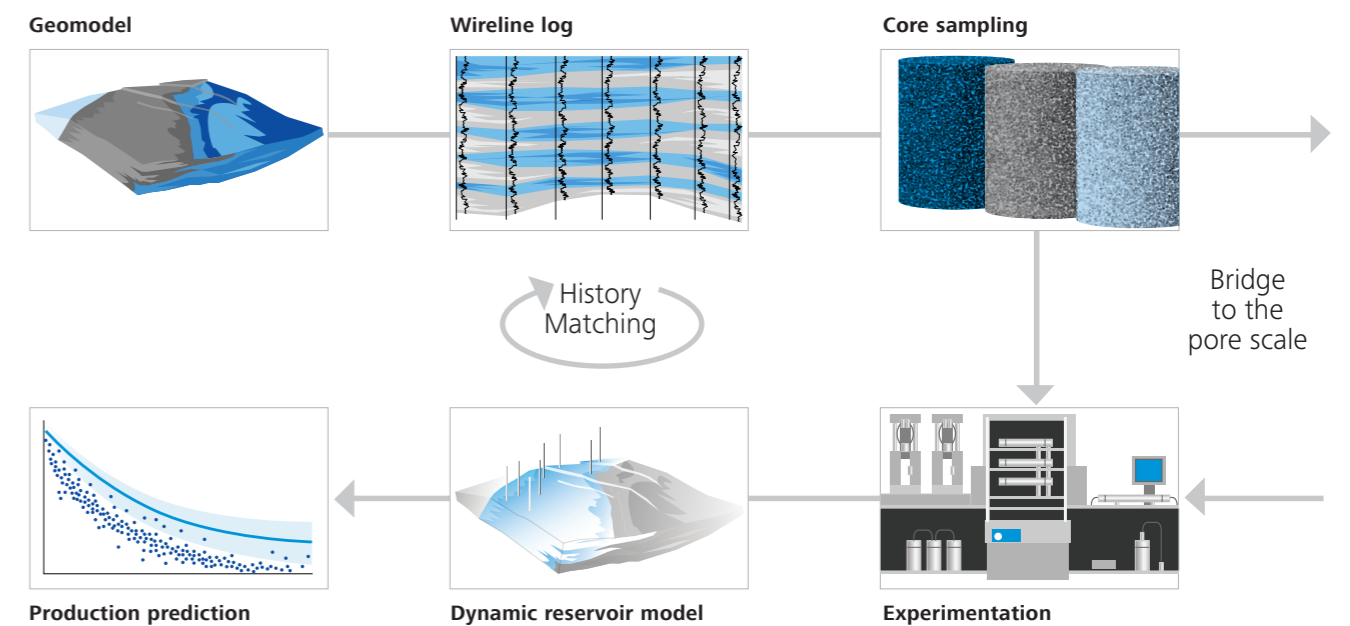 Geomodel
Wireline log
Core sampling
History
Matching
Bridge
to the
pore scale
Production prediction
Dynamic reservoir model
Experimentation